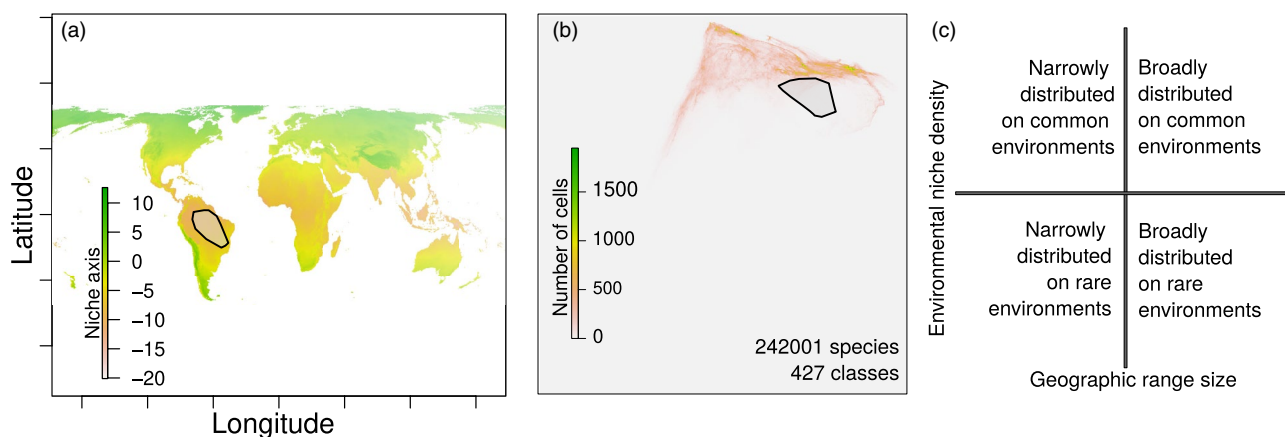 (a)
Latitude
Niche axis
10
5
0
−5
−10
−15
−20
Longitude
(b)
Number of cells
1500
1000
500
0
242001 species
427 classes
(c)
Environmental niche density
Narrowly
distributed
on common
environments
Broadly
distributed
on common
environments
Narrowly
distributed
on rare
environments
Broadly
distributed
on rare
environments
Geographic range size